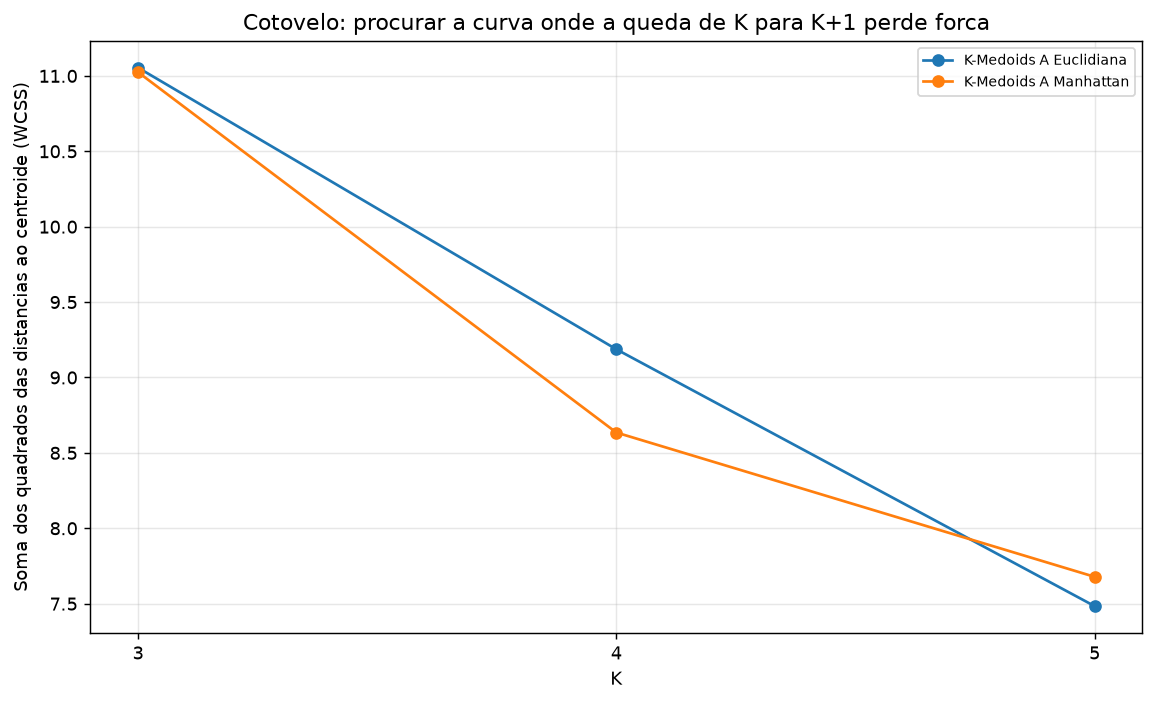 Cotovelo: procurar a curva onde a queda de K para K+1 perde forca
K-Medoids A Euclidiana
K-Medoids A Manhattan
Soma dos quadrados das distancias ao centroide (WCSS)
11.0
10.5
10.0
9.5
9.0
8.5
8.0
7.5
3 4 5
K